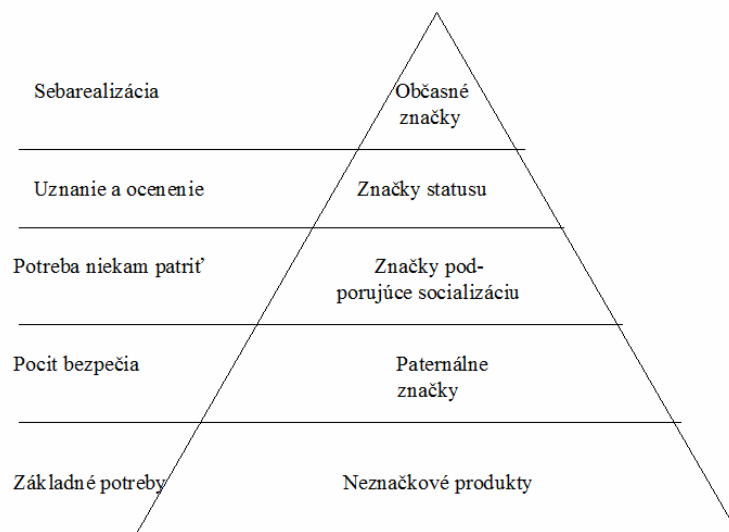 Sebarealizácia
Občasné
značky
Uznanie a ocenenie
Značky statusu
Potreba niekam patriť
Značky pod-
porujúce socializáciu
Pocit bezpečia
Paternálne
značky
Základné potreby
Neznačkové produkty